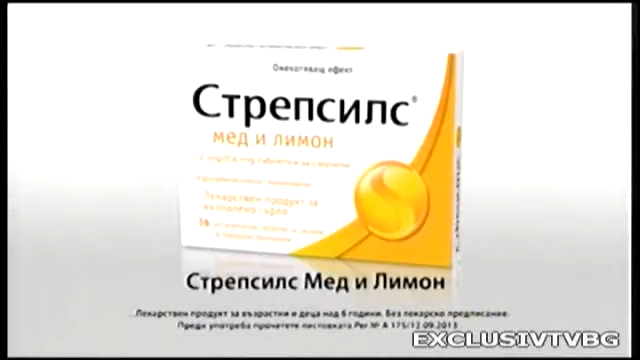 Омекотяващ ефект
Стрепсилс®
мед и лимон
Лекарствен продукт за
възпалено гърло
36
Стрепсилс Мед и Лимон
Лекарствен продукт за възрастни и деца над 6 години. Без лекарско предписание.
Преди употреба прочетете листовката Рег № А 175/12.09.2013
EXCLUSIVTVBG